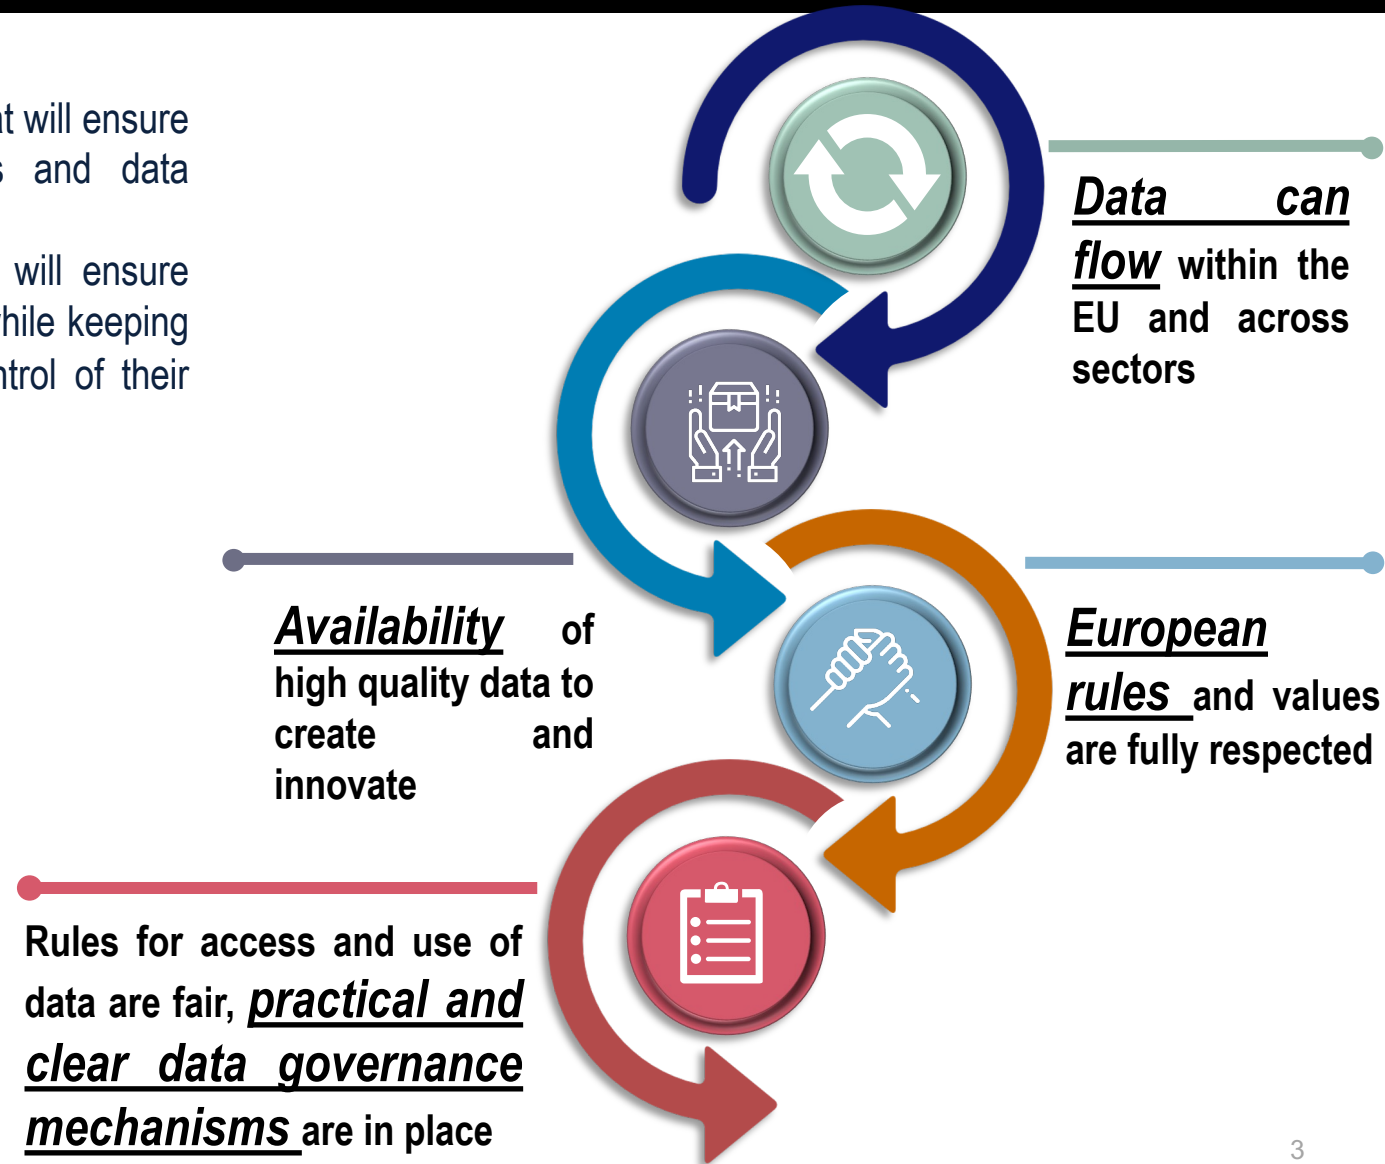 will ensure
and data
will ensure
while keeping
of their
Data can
flow within the
EU and across
sectors
Availability of
high quality data to
create and
innovate
European
rules and values
are fully respected
Rules for access and use of
data are fair, practical and
clear data governance
mechanisms are in place
3